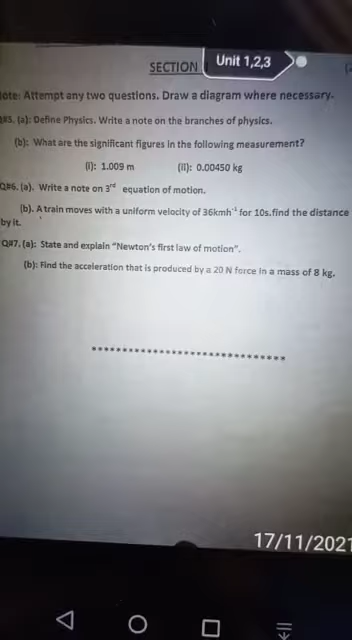 SECTION
Unit 1,2,3
ote: Attempt any two questions. Draw a diagram where necessary.
#5. (a): Define Physics. Write a note on the branches of physics.
(b): What are the significant figures in the following measurement?
(i): 1.009 m (ii): 0.00450 kg
Q#6. (a). Write a note on 3rd equation of motion.
(b). A train moves with a uniform velocity of 36kmh-1 for 10s.find the distance
by it.
Q#7. (a): State and explain "Newton's first law of motion".
(b): Find the acceleration that is produced by a 20 N force in a mass of 8 kg.
*******************************
17/11/2021